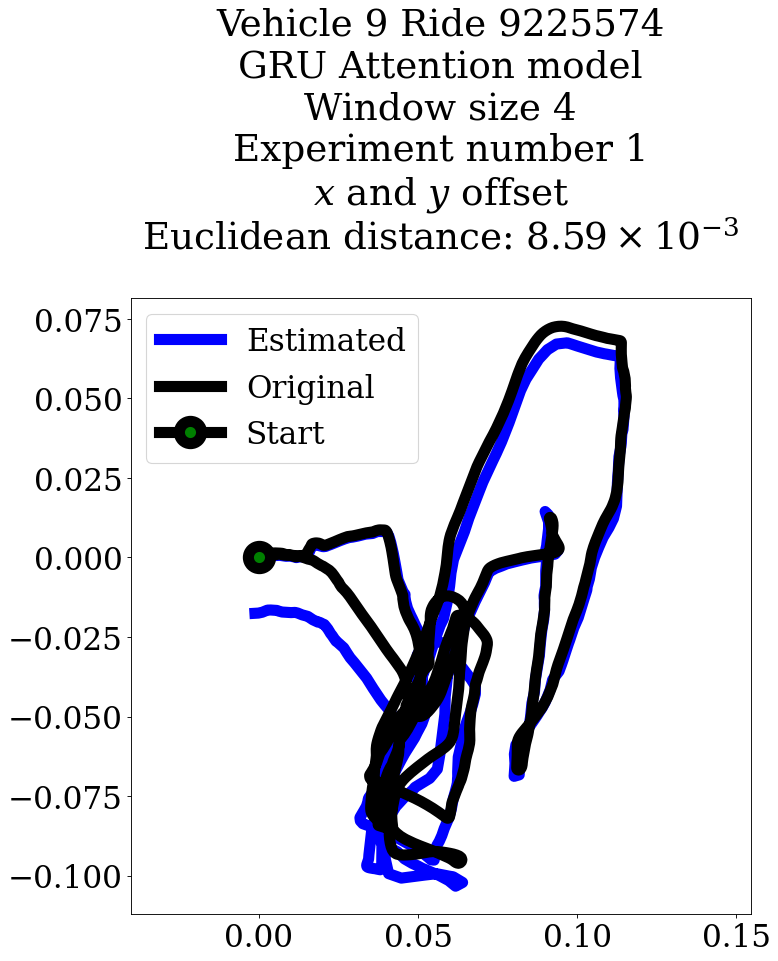 Vehicle 9 Ride 9225574
GRU Attention model
Window size 4
Experiment number 1
x and y offset
Euclidean distance: 8.59 × 10⁻³
Estimated
Original
Start
0.075
0.050
0.025
0.000
−0.025
−0.050
−0.075
−0.100
0.00 0.05 0.10 0.15